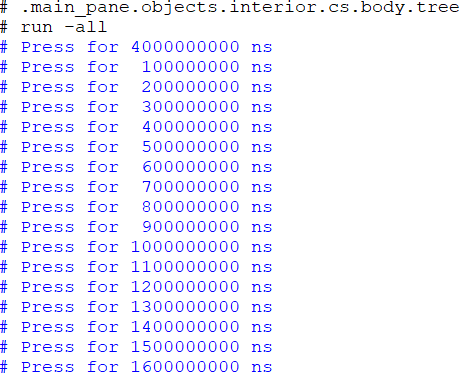 # .main_pane.objects.interior.cs.body.tree
# run -all
# Press for 4000000000 ns
# Press for  100000000 ns
# Press for  200000000 ns
# Press for  300000000 ns
# Press for  400000000 ns
# Press for  500000000 ns
# Press for  600000000 ns
# Press for  700000000 ns
# Press for  800000000 ns
# Press for  900000000 ns
# Press for 1000000000 ns
# Press for 1100000000 ns
# Press for 1200000000 ns
# Press for 1300000000 ns
# Press for 1400000000 ns
# Press for 1500000000 ns
# Press for 1600000000 ns